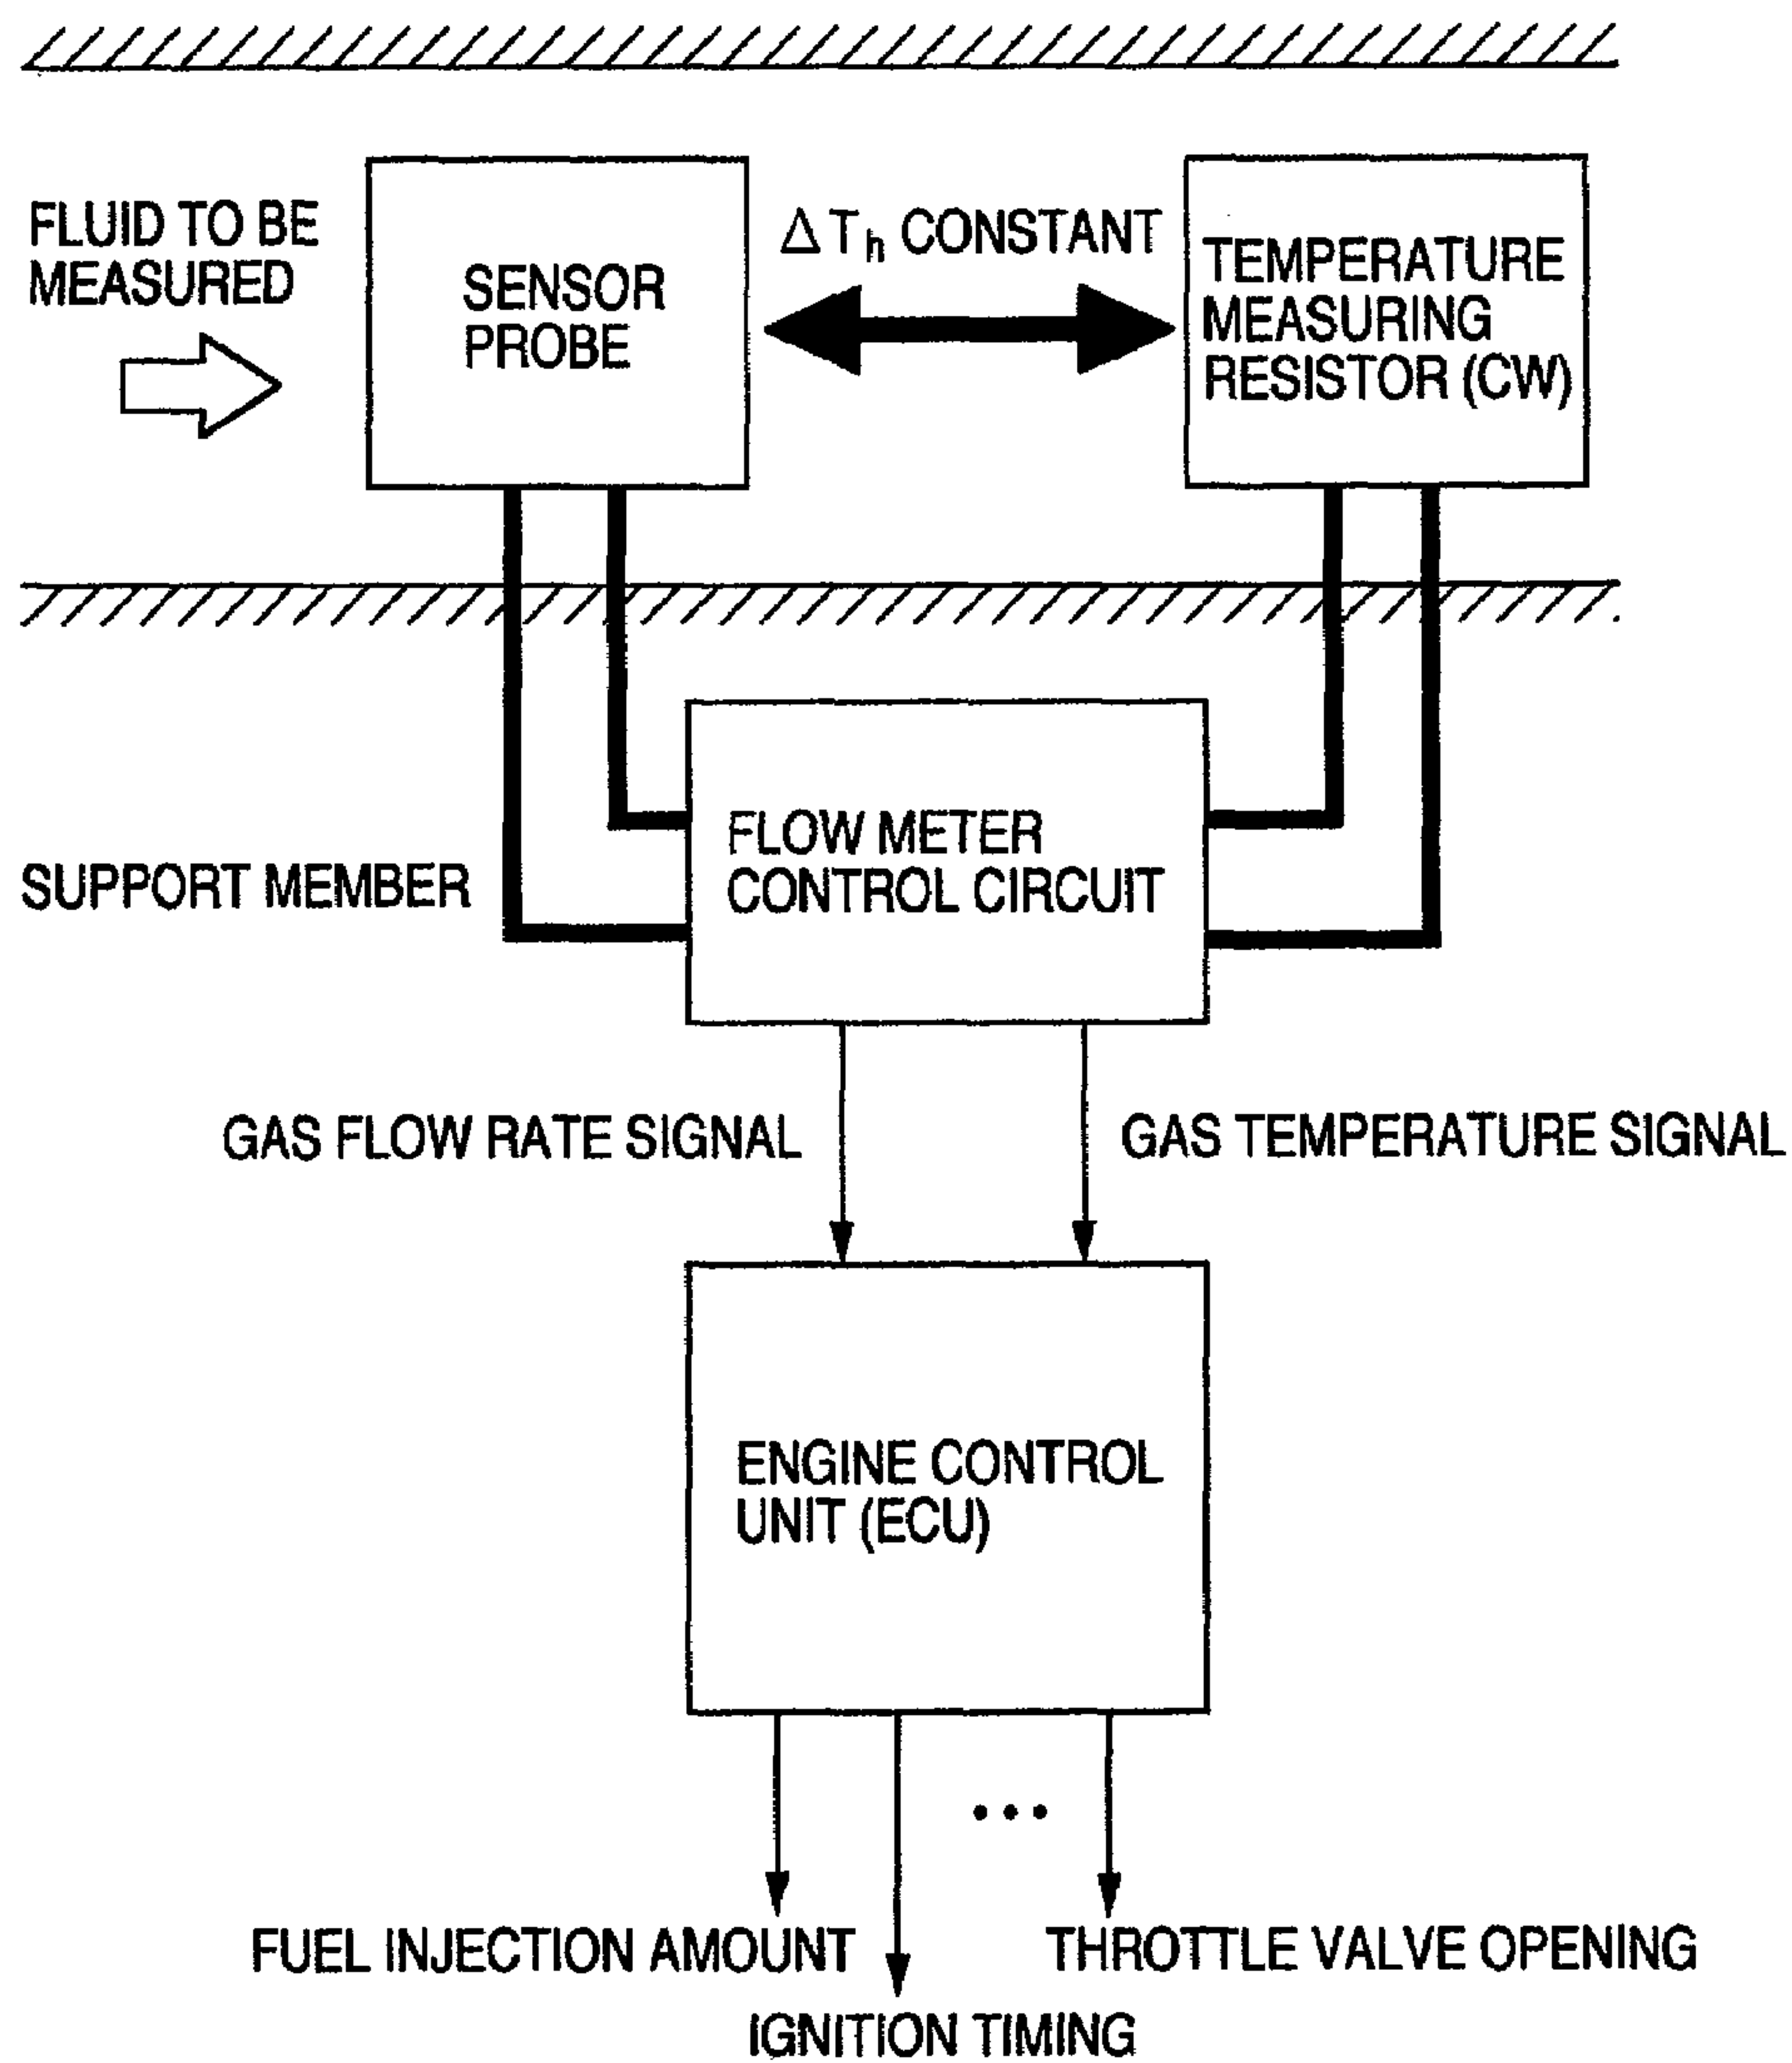 FLUID TO BE
MEASURED
SENSOR
PROBE
ΔTh CONSTANT
TEMPERATURE
MEASURING
RESISTOR (CW)
SUPPORT MEMBER
FLOW METER
CONTROL CIRCUIT
GAS FLOW RATE SIGNAL
GAS TEMPERATURE SIGNAL
ENGINE CONTROL
UNIT (ECU)
...
FUEL INJECTION AMOUNT
THROTTLE VALVE OPENING
IGNITION TIMING